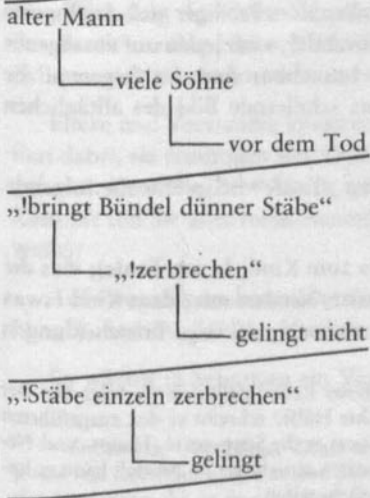 alter Mann
viele Söhne
vor dem Tod
„!bringt Bündel dünner Stäbe“
„!zerbrechen“
gelingt nicht
„!Stäbe einzeln zerbrechen“
gelingt